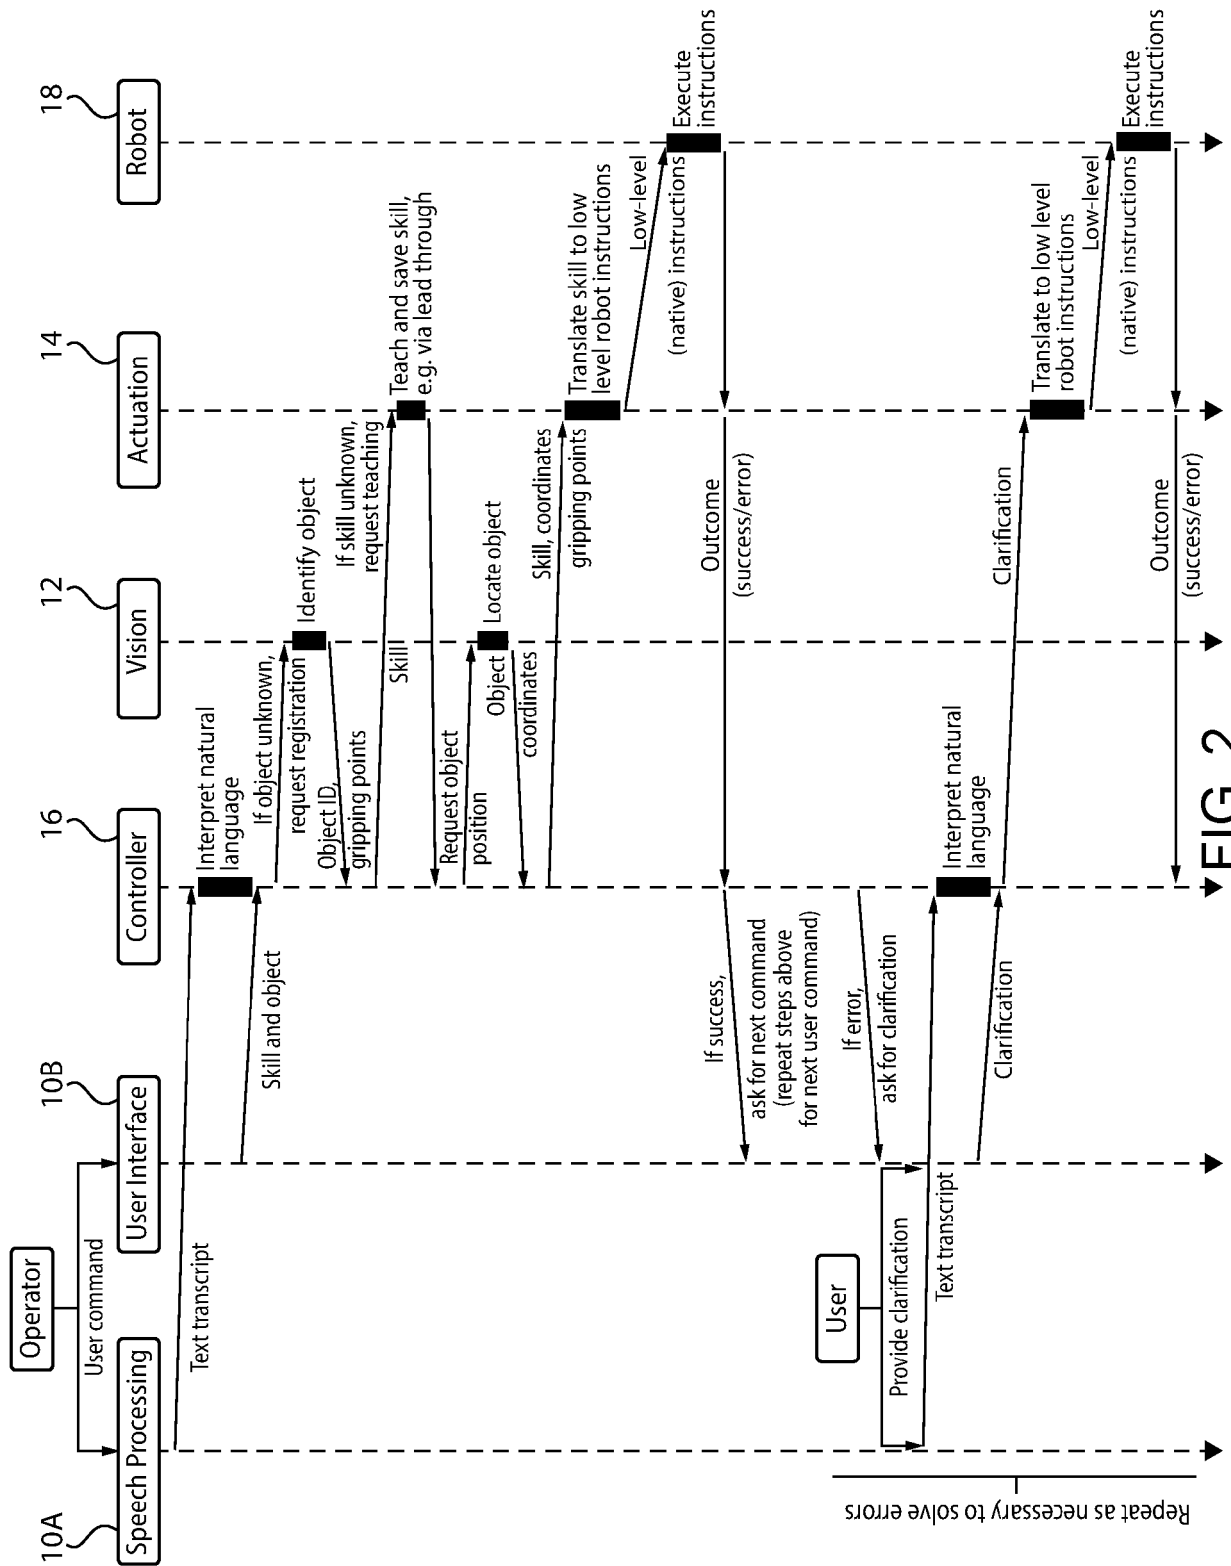 Operator
User command
10A
Speech Processing
10B
User Interface
16
Controller
12
Vision
14
Actuation
18
Robot
Text transcript
Interpret natural
language
Skill and object
If object unknown,
request registration
Identify object
Object ID,
gripping points
If skill unknown,
request teaching
Teach and save skill,
e.g. via lead through
Skill
Request object
position
Locate object
Object
coordinates
Skill, coordinates
gripping points
Translate skill to low
level robot instructions
Low-level
(native) instructions
Execute
instructions
Outcome
(success/error)
If success,
ask for next command
(repeat steps above
for next user command)
If error,
ask for clarification
User
Provide clarification
Text transcript
Interpret natural
language
Clarification
Clarification
Translate to low level
robot instructions
Low-level
(native) instructions
Execute
instructions
Outcome
(success/error)
Repeat as necessary to solve errors
FIG. 2